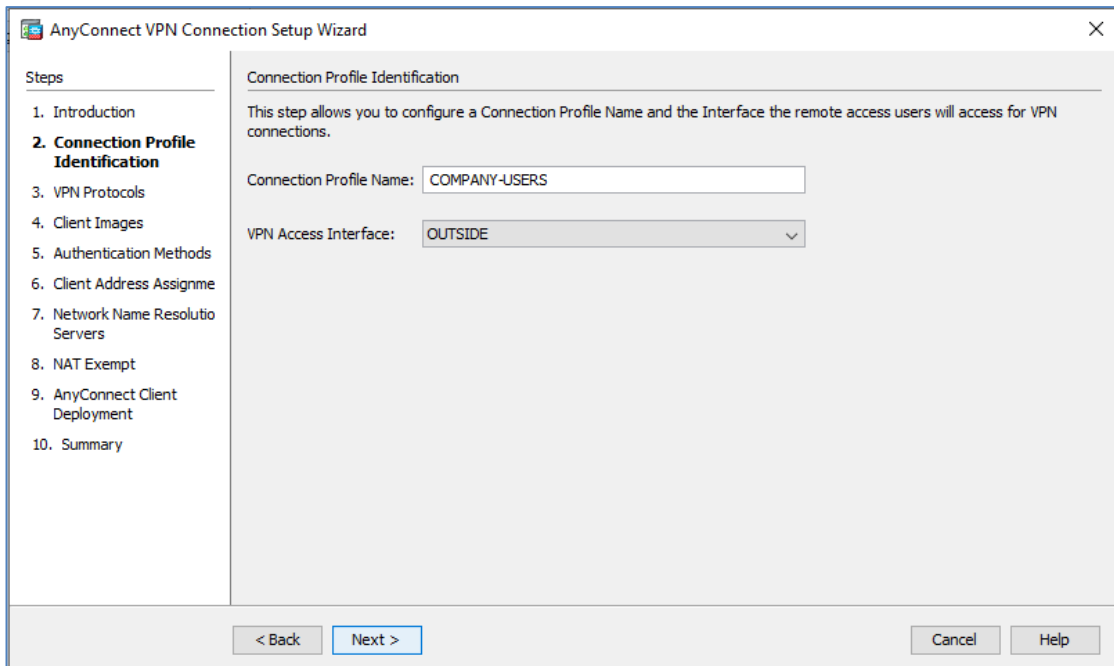 AnyConnect VPN Connection Setup Wizard
Steps
1. Introduction
2. Connection Profile
Identification
3. VPN Protocols
4. Client Images
5. Authentication Methods
6. Client Address Assignme
7. Network Name Resolutio
Servers
8. NAT Exempt
9. AnyConnect Client
Deployment
10. Summary
Connection Profile Identification
This step allows you to configure a Connection Profile Name and the Interface the remote access users will access for VPN
connections.
Connection Profile Name: COMPANY-USERS
VPN Access Interface: OUTSIDE
< Back Next > Cancel Help